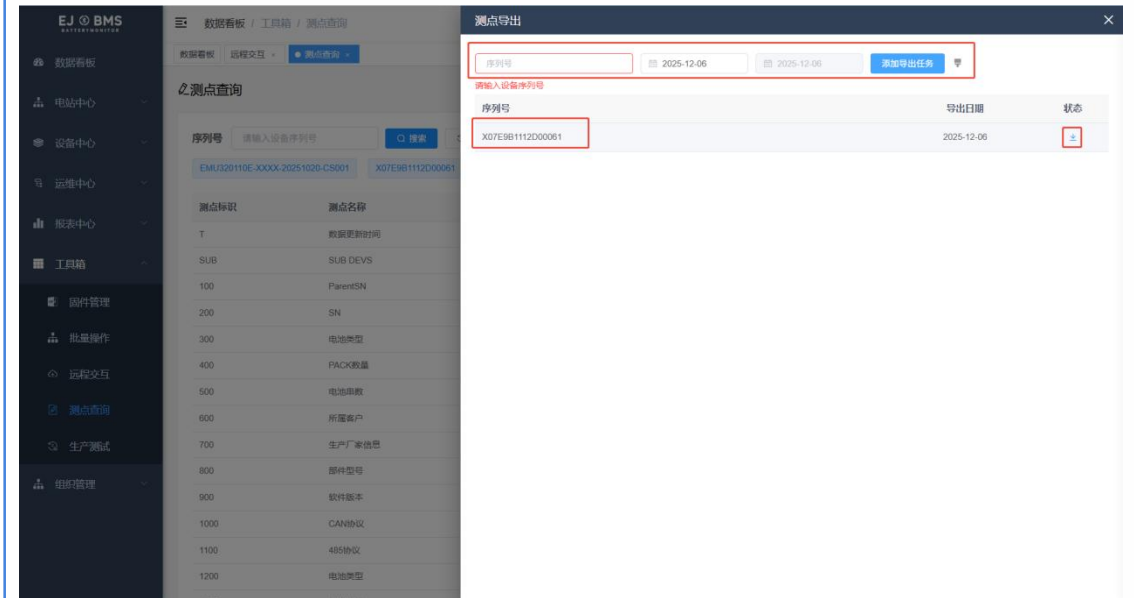 EJ BMS
BATTERYMONITOR
数据看板
电站中心
设备中心
运维中心
报表中心
工具箱
固件管理
批量操作
远程交互
测点查询
生产测试
组织管理
数据看板 / 工具箱 / 测点查询
数据看板 远程交互 × 测点查询 ×
测点查询
序列号 请输入设备序列号 搜索
EMU320110E-XXXX-20251020-CS001 X07E9B1112D00061
测点标识 测点名称
T 数据更新时间
SUB SUB DEVS
100 ParentSN
200 SN
300 电池类型
400 PACK数量
500 电池串数
600 所属客户
700 生产厂家信息
800 部件型号
900 软件版本
1000 CAN协议
1100 485协议
1200 电池类型
测点导出 ×
序列号 2025-12-06 2025-12-06 添加导出任务
请输入设备序列号
序列号 导出日期 状态
X07E9B1112D00061 2025-12-06